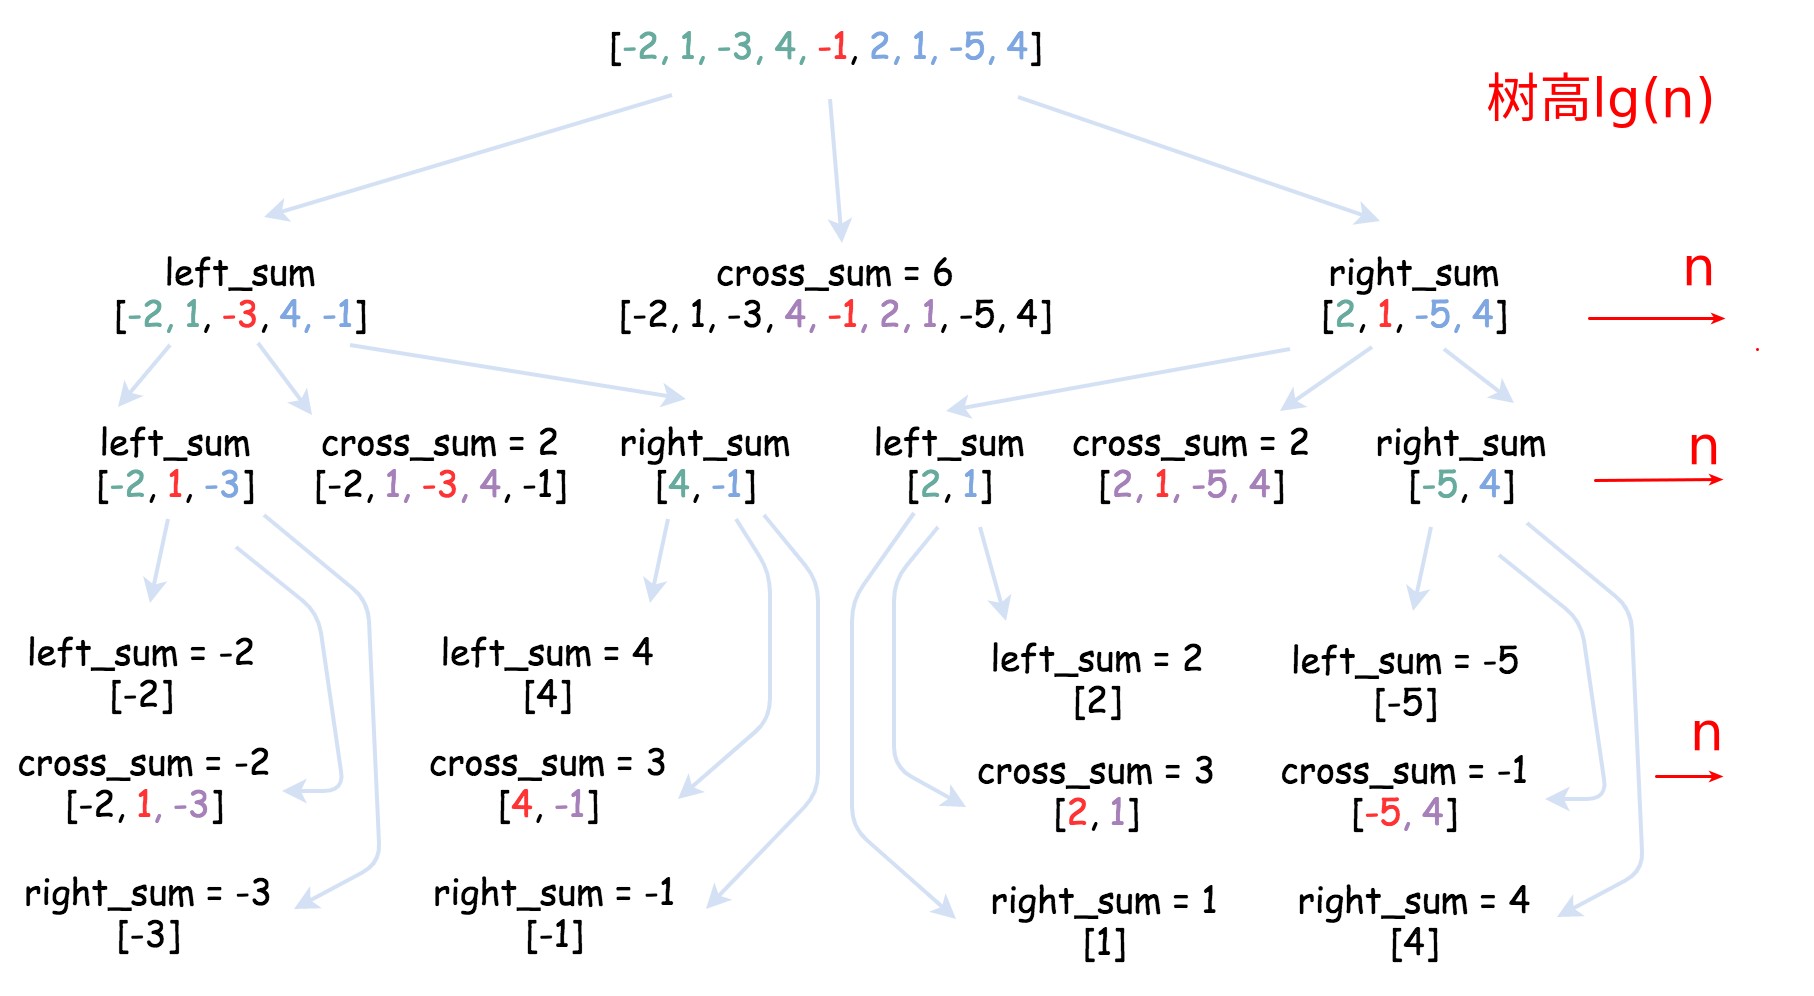 [-2, 1, -3, 4, -1, 2, 1, -5, 4]
树高lg(n)
left_sum
[-2, 1, -3, 4, -1]
cross_sum = 6
[-2, 1, -3, 4, -1, 2, 1, -5, 4]
right_sum
[2, 1, -5, 4]
n
left_sum
[-2, 1, -3]
cross_sum = 2
[-2, 1, -3, 4, -1]
right_sum
[4, -1]
left_sum
[2, 1]
cross_sum = 2
[2, 1, -5, 4]
right_sum
[-5, 4]
n
left_sum = -2
[-2]
cross_sum = -2
[-2, 1, -3]
right_sum = -3
[-3]
left_sum = 4
[4]
cross_sum = 3
[4, -1]
right_sum = -1
[-1]
left_sum = 2
[2]
cross_sum = 3
[2, 1]
right_sum = 1
[1]
left_sum = -5
[-5]
cross_sum = -1
[-5, 4]
right_sum = 4
[4]
n